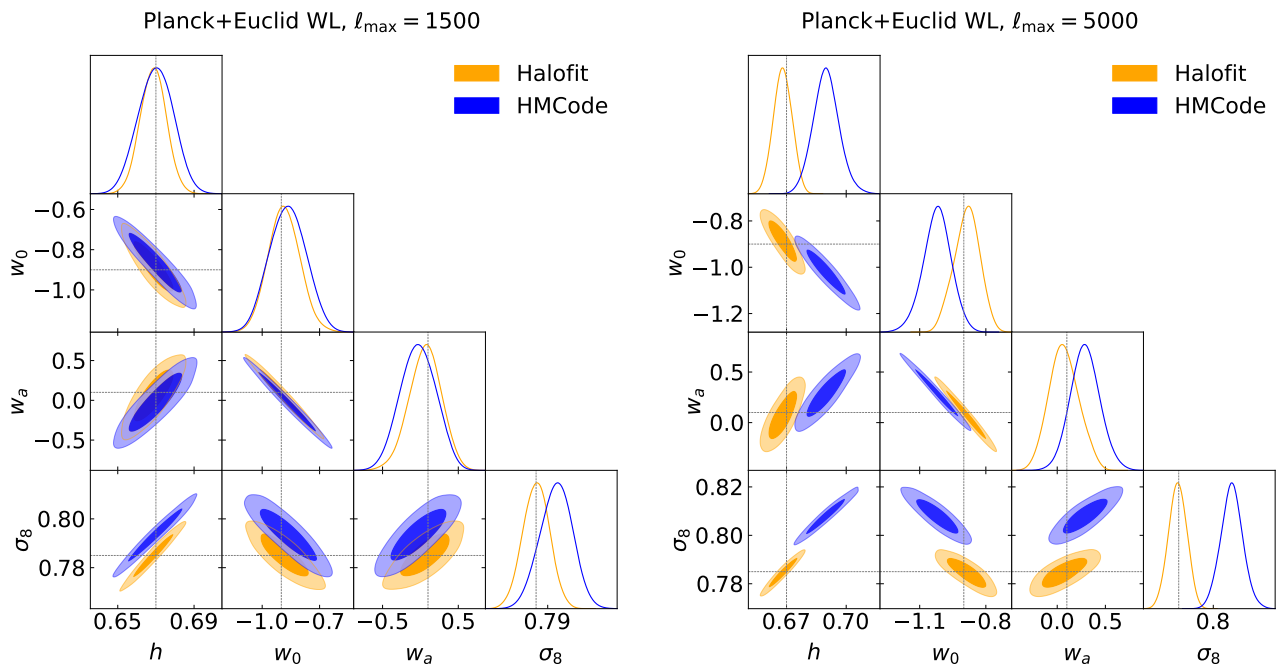 Planck+Euclid WL, ℓmax = 1500
Halofit
HMCode
−0.6
−0.8
−1.0
w0
0.5
0.0
−0.5
wa
0.80
0.78
σ8
0.65 0.69
−1.0 −0.7
−0.5 0.5
0.79
h w0 wa σ8
Planck+Euclid WL, ℓmax = 5000
Halofit
HMCode
−0.8
−1.0
−1.2
w0
0.5
0.0
wa
0.82
0.80
0.78
σ8
0.67 0.70
−1.1 −0.8
0.0 0.5
0.8
h w0 wa σ8